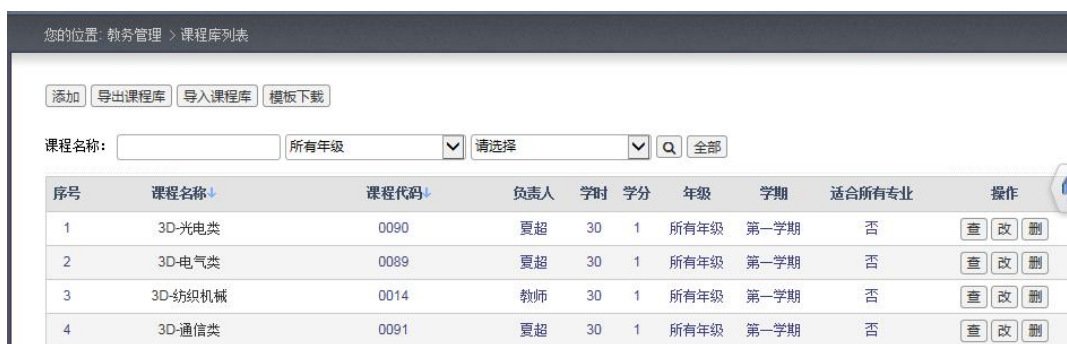 您的位置: 教务管理 > 课程库列表
添加 导出课程库 导入课程库 模板下载
课程名称: 所有年级 请选择 全部
序号 课程名称↓ 课程代码↓ 负责人 学时 学分 年级 学期 适合所有专业 操作
1 3D-光电类 0090 夏超 30 1 所有年级 第一学期 否 查 改 删
2 3D-电气类 0089 夏超 30 1 所有年级 第一学期 否 查 改 删
3 3D-纺织机械 0014 教师 30 1 所有年级 第一学期 否 查 改 删
4 3D-通信类 0091 夏超 30 1 所有年级 第一学期 否 查 改 删